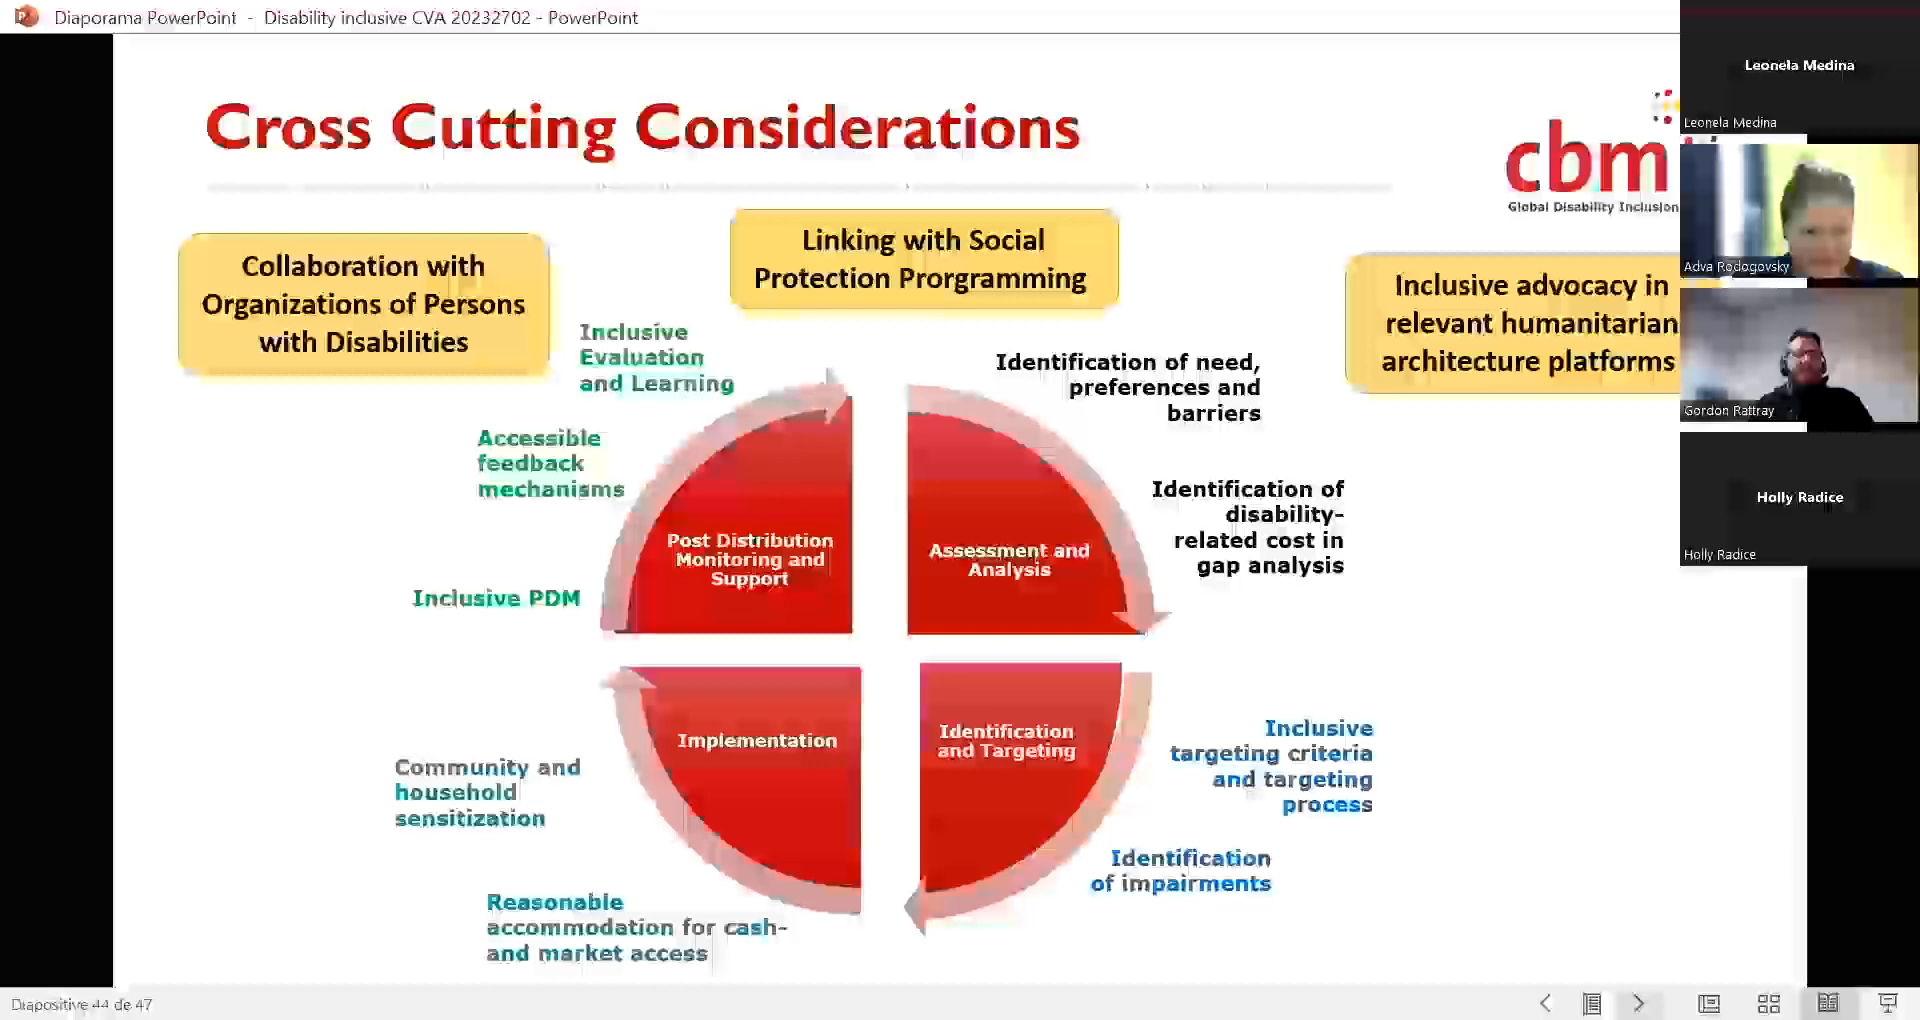 Diaporama PowerPoint - Disability inclusive CVA 20232702 - PowerPoint
Cross Cutting Considerations
cbm
Global Disability Inclusion
Collaboration with
Organizations of Persons
with Disabilities
Linking with Social
Protection Prorgramming
Inclusive advocacy in
relevant humanitarian
architecture platforms
Inclusive
Evaluation
and Learning
Accessible
feedback
mechanisms
Inclusive PDM
Post Distribution
Monitoring and
Support
Assessment and
Analysis
Identification of need,
preferences and
barriers
Identification of
disability-
related cost in
gap analysis
Implementation
Identification
and Targeting
Community and
household
sensitization
Reasonable
accommodation for cash-
and market access
Inclusive
targeting criteria
and targeting
process
Identification
of impairments
Leonela Medina
Leonela Medina
Adva Rodogovsky
Gordon Rattray
Holly Radice
Holly Radice
Diapositive 44 de 47